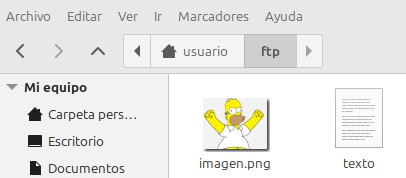 Archivo Editar Ver Ir Marcadores Ayuda
usuario ftp
Mi equipo
Carpeta pers…
Escritorio
Documentos
imagen.png texto